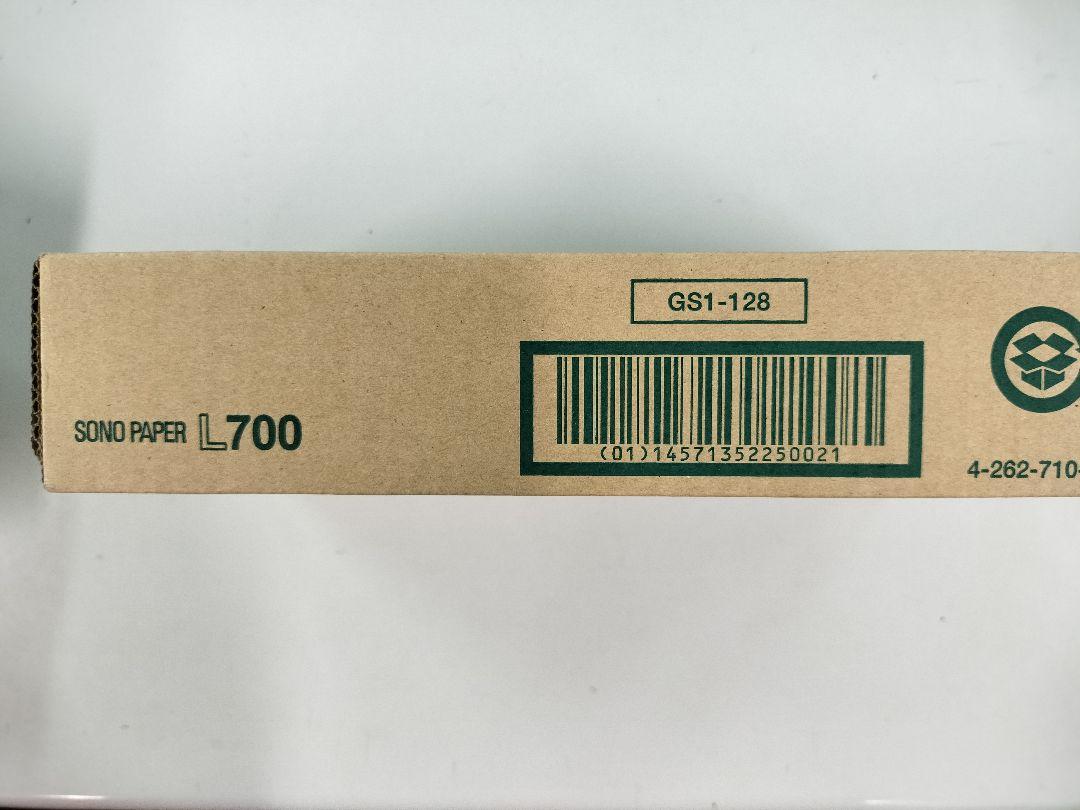 GS1-128
SONO PAPER L700
(01)14571352250021
4-262-710-